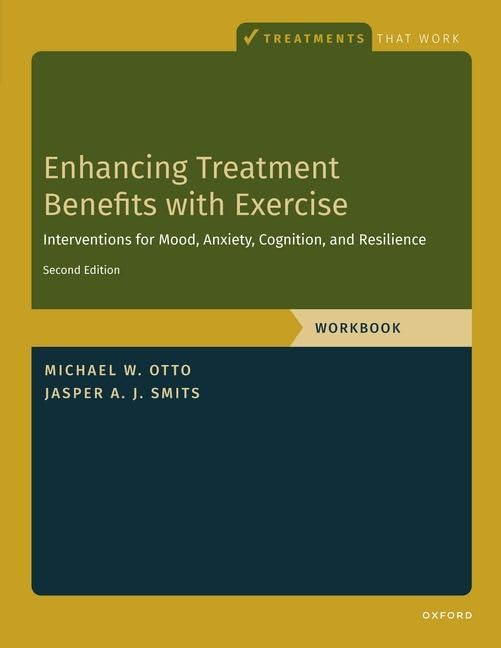 TREATMENTS THAT WORK
Enhancing Treatment
Benefits with Exercise
Interventions for Mood, Anxiety, Cognition, and Resilience
Second Edition
WORKBOOK
MICHAEL W. OTTO
JASPER A. J. SMITS
OXFORD